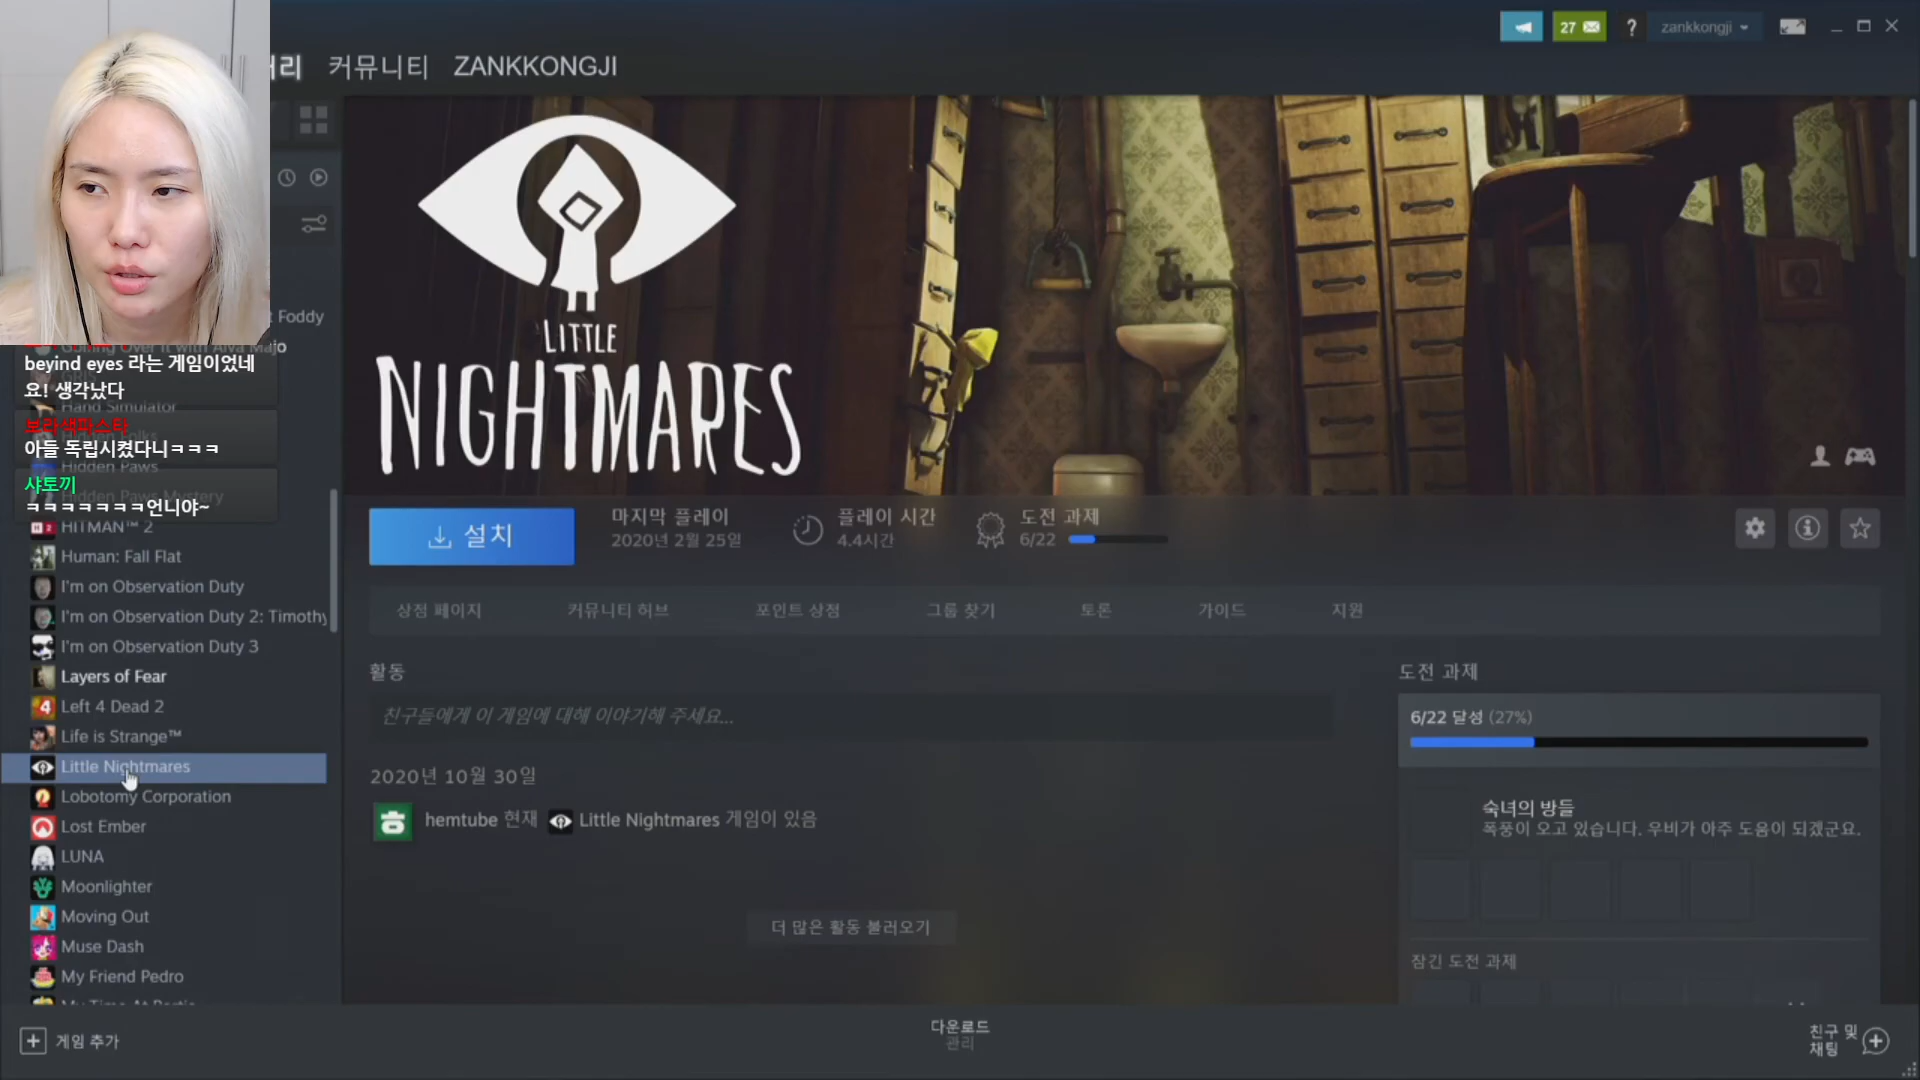 27
?
zankkongji
커뮤니티
ZANKKONGJI
LITTLE
NIGHTMARES
Foddy
Getting Over It with Alva Majo
beyind eyes 라는 게임이었네
요! 생각났다
Hand Simulator
보라색파스타
아들 독립시켰다니ㅋㅋㅋ
Hidden Paws
샤토끼
Hidden Paws Mystery
ㅋㅋㅋㅋㅋㅋㅋ언니야~
HITMAN™ 2
Human: Fall Flat
I'm on Observation Duty
I'm on Observation Duty 2: Timothy
I'm on Observation Duty 3
Layers of Fear
Left 4 Dead 2
Life is Strange™
Little Nightmares
Lobotomy Corporation
Lost Ember
LUNA
Moonlighter
Moving Out
Muse Dash
My Friend Pedro
게임 추가
설치
마지막 플레이
2020년 2월 25일
플레이 시간
4.4시간
도전 과제
6/22
상점 페이지
커뮤니티 허브
포인트 상점
그룹 찾기
토론
가이드
지원
활동
친구들에게 이 게임에 대해 이야기해 주세요...
2020년 10월 30일
hemtube 현재 Little Nightmares 게임이 있음
더 많은 활동 불러오기
도전 과제
6/22 달성 (27%)
숙녀의 방들
폭풍이 오고 있습니다. 우비가 아주 도움이 되겠군요.
잠긴 도전 과제
다운로드
관리
친구 및
채팅